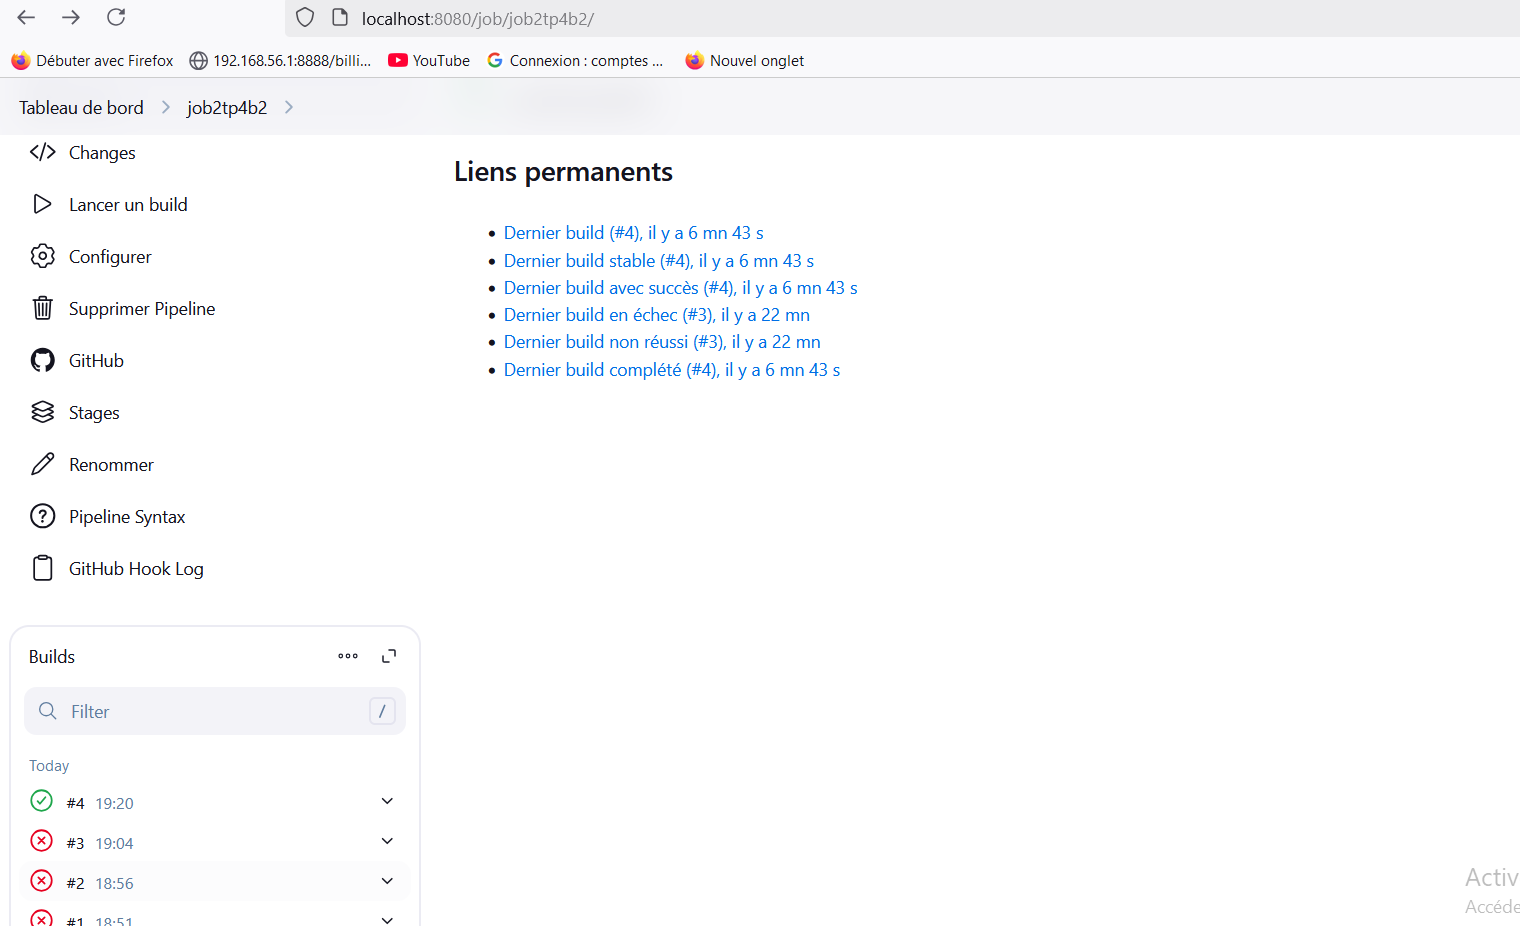 localhost:8080/job/job2tp4b2/
Débuter avec Firefox 192.168.56.1:8888/billi... YouTube Connexion : comptes ... Nouvel onglet
Tableau de bord job2tp4b2
Changes
Lancer un build
Configurer
Supprimer Pipeline
GitHub
Stages
Renommer
Pipeline Syntax
GitHub Hook Log
Builds
Filter /
Today
#4 19:20
#3 19:04
#2 18:56
#1 18:51
Liens permanents
Dernier build (#4), il y a 6 mn 43 s
Dernier build stable (#4), il y a 6 mn 43 s
Dernier build avec succès (#4), il y a 6 mn 43 s
Dernier build en échec (#3), il y a 22 mn
Dernier build non réussi (#3), il y a 22 mn
Dernier build complété (#4), il y a 6 mn 43 s
Activ
Accéde